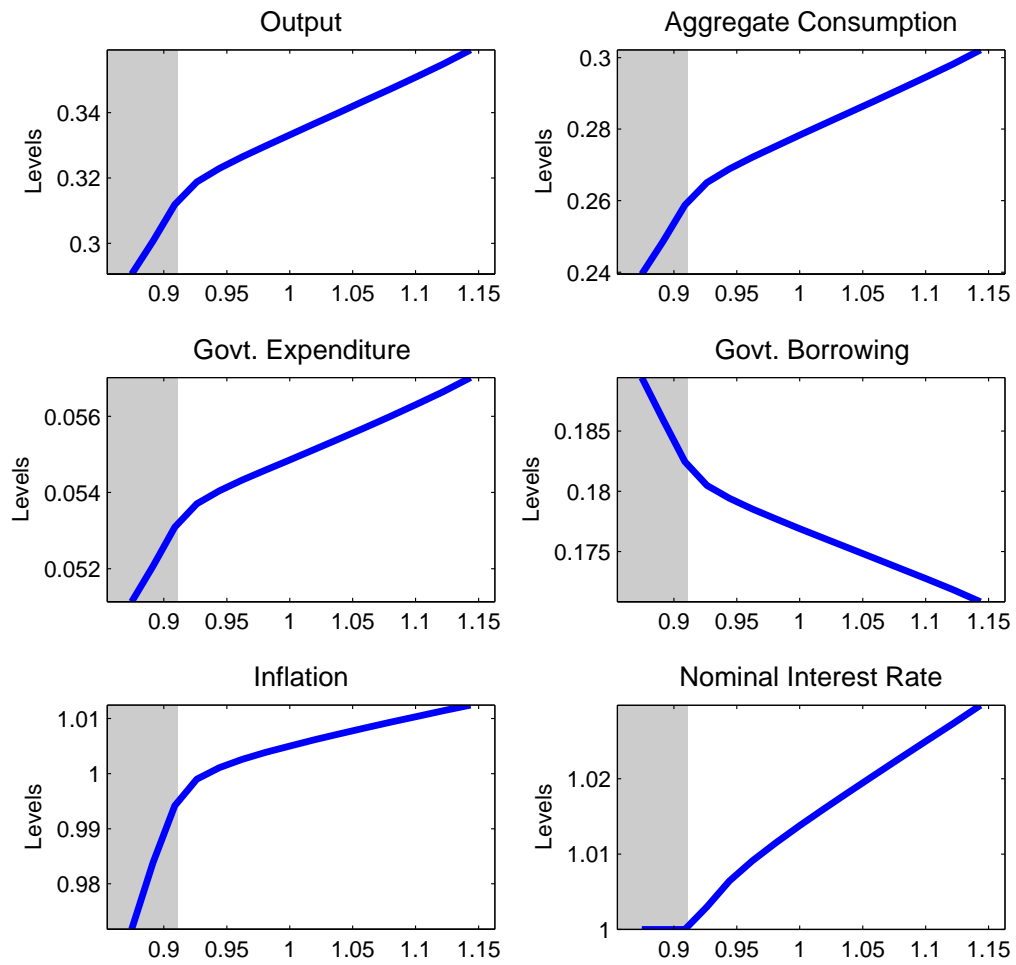 Output
Levels
0.34
0.32
0.3
0.9 0.95 1 1.05 1.1 1.15
Aggregate Consumption
Levels
0.3
0.28
0.26
0.24
0.9 0.95 1 1.05 1.1 1.15
Govt. Expenditure
Levels
0.056
0.054
0.052
0.9 0.95 1 1.05 1.1 1.15
Govt. Borrowing
Levels
0.185
0.18
0.175
0.9 0.95 1 1.05 1.1 1.15
Inflation
Levels
1.01
1
0.99
0.98
0.9 0.95 1 1.05 1.1 1.15
Nominal Interest Rate
Levels
1.02
1.01
1
0.9 0.95 1 1.05 1.1 1.15